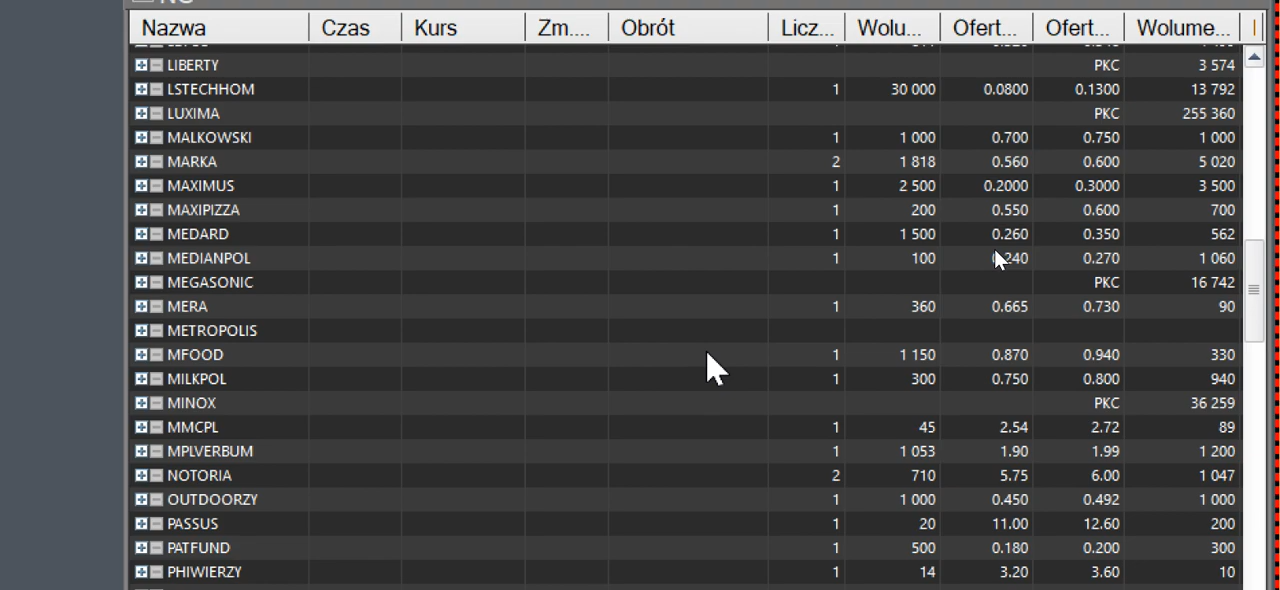 Nazwa Czas Kurs Zm.... Obrót Licz... Wolu... Ofert... Ofert... Wolume...
LIBERTY PKC 3 574
LSTECHHOM 1 30 000 0.0800 0.1300 13 792
LUXIMA PKC 255 360
MALKOWSKI 1 1 000 0.700 0.750 1 000
MARKA 2 1 818 0.560 0.600 5 020
MAXIMUS 1 2 500 0.2000 0.3000 3 500
MAXIPIZZA 1 200 0.550 0.600 700
MEDARD 1 1 500 0.260 0.350 562
MEDIANPOL 1 100 0.240 0.270 1 060
MEGASONIC PKC 16 742
MERA 1 360 0.665 0.730 90
METROPOLIS
MFOOD 1 1 150 0.870 0.940 330
MILKPOL 1 300 0.750 0.800 940
MINOX PKC 36 259
MMCPL 1 45 2.54 2.72 89
MPLVERBUM 1 1 053 1.90 1.99 1 200
NOTORIA 2 710 5.75 6.00 1 047
OUTDOORZY 1 1 000 0.450 0.492 1 000
PASSUS 1 20 11.00 12.60 200
PATFUND 1 500 0.180 0.200 300
PHIWIERZY 1 14 3.20 3.60 10